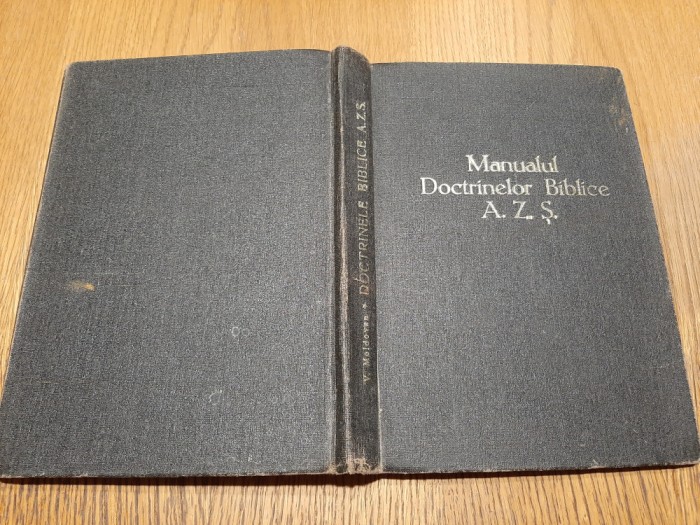 Manualul
Doctrinelor Biblice
A. Z. Ș.
V. Moldovan * DOCTRINELE BIBLICE A.Z.S.